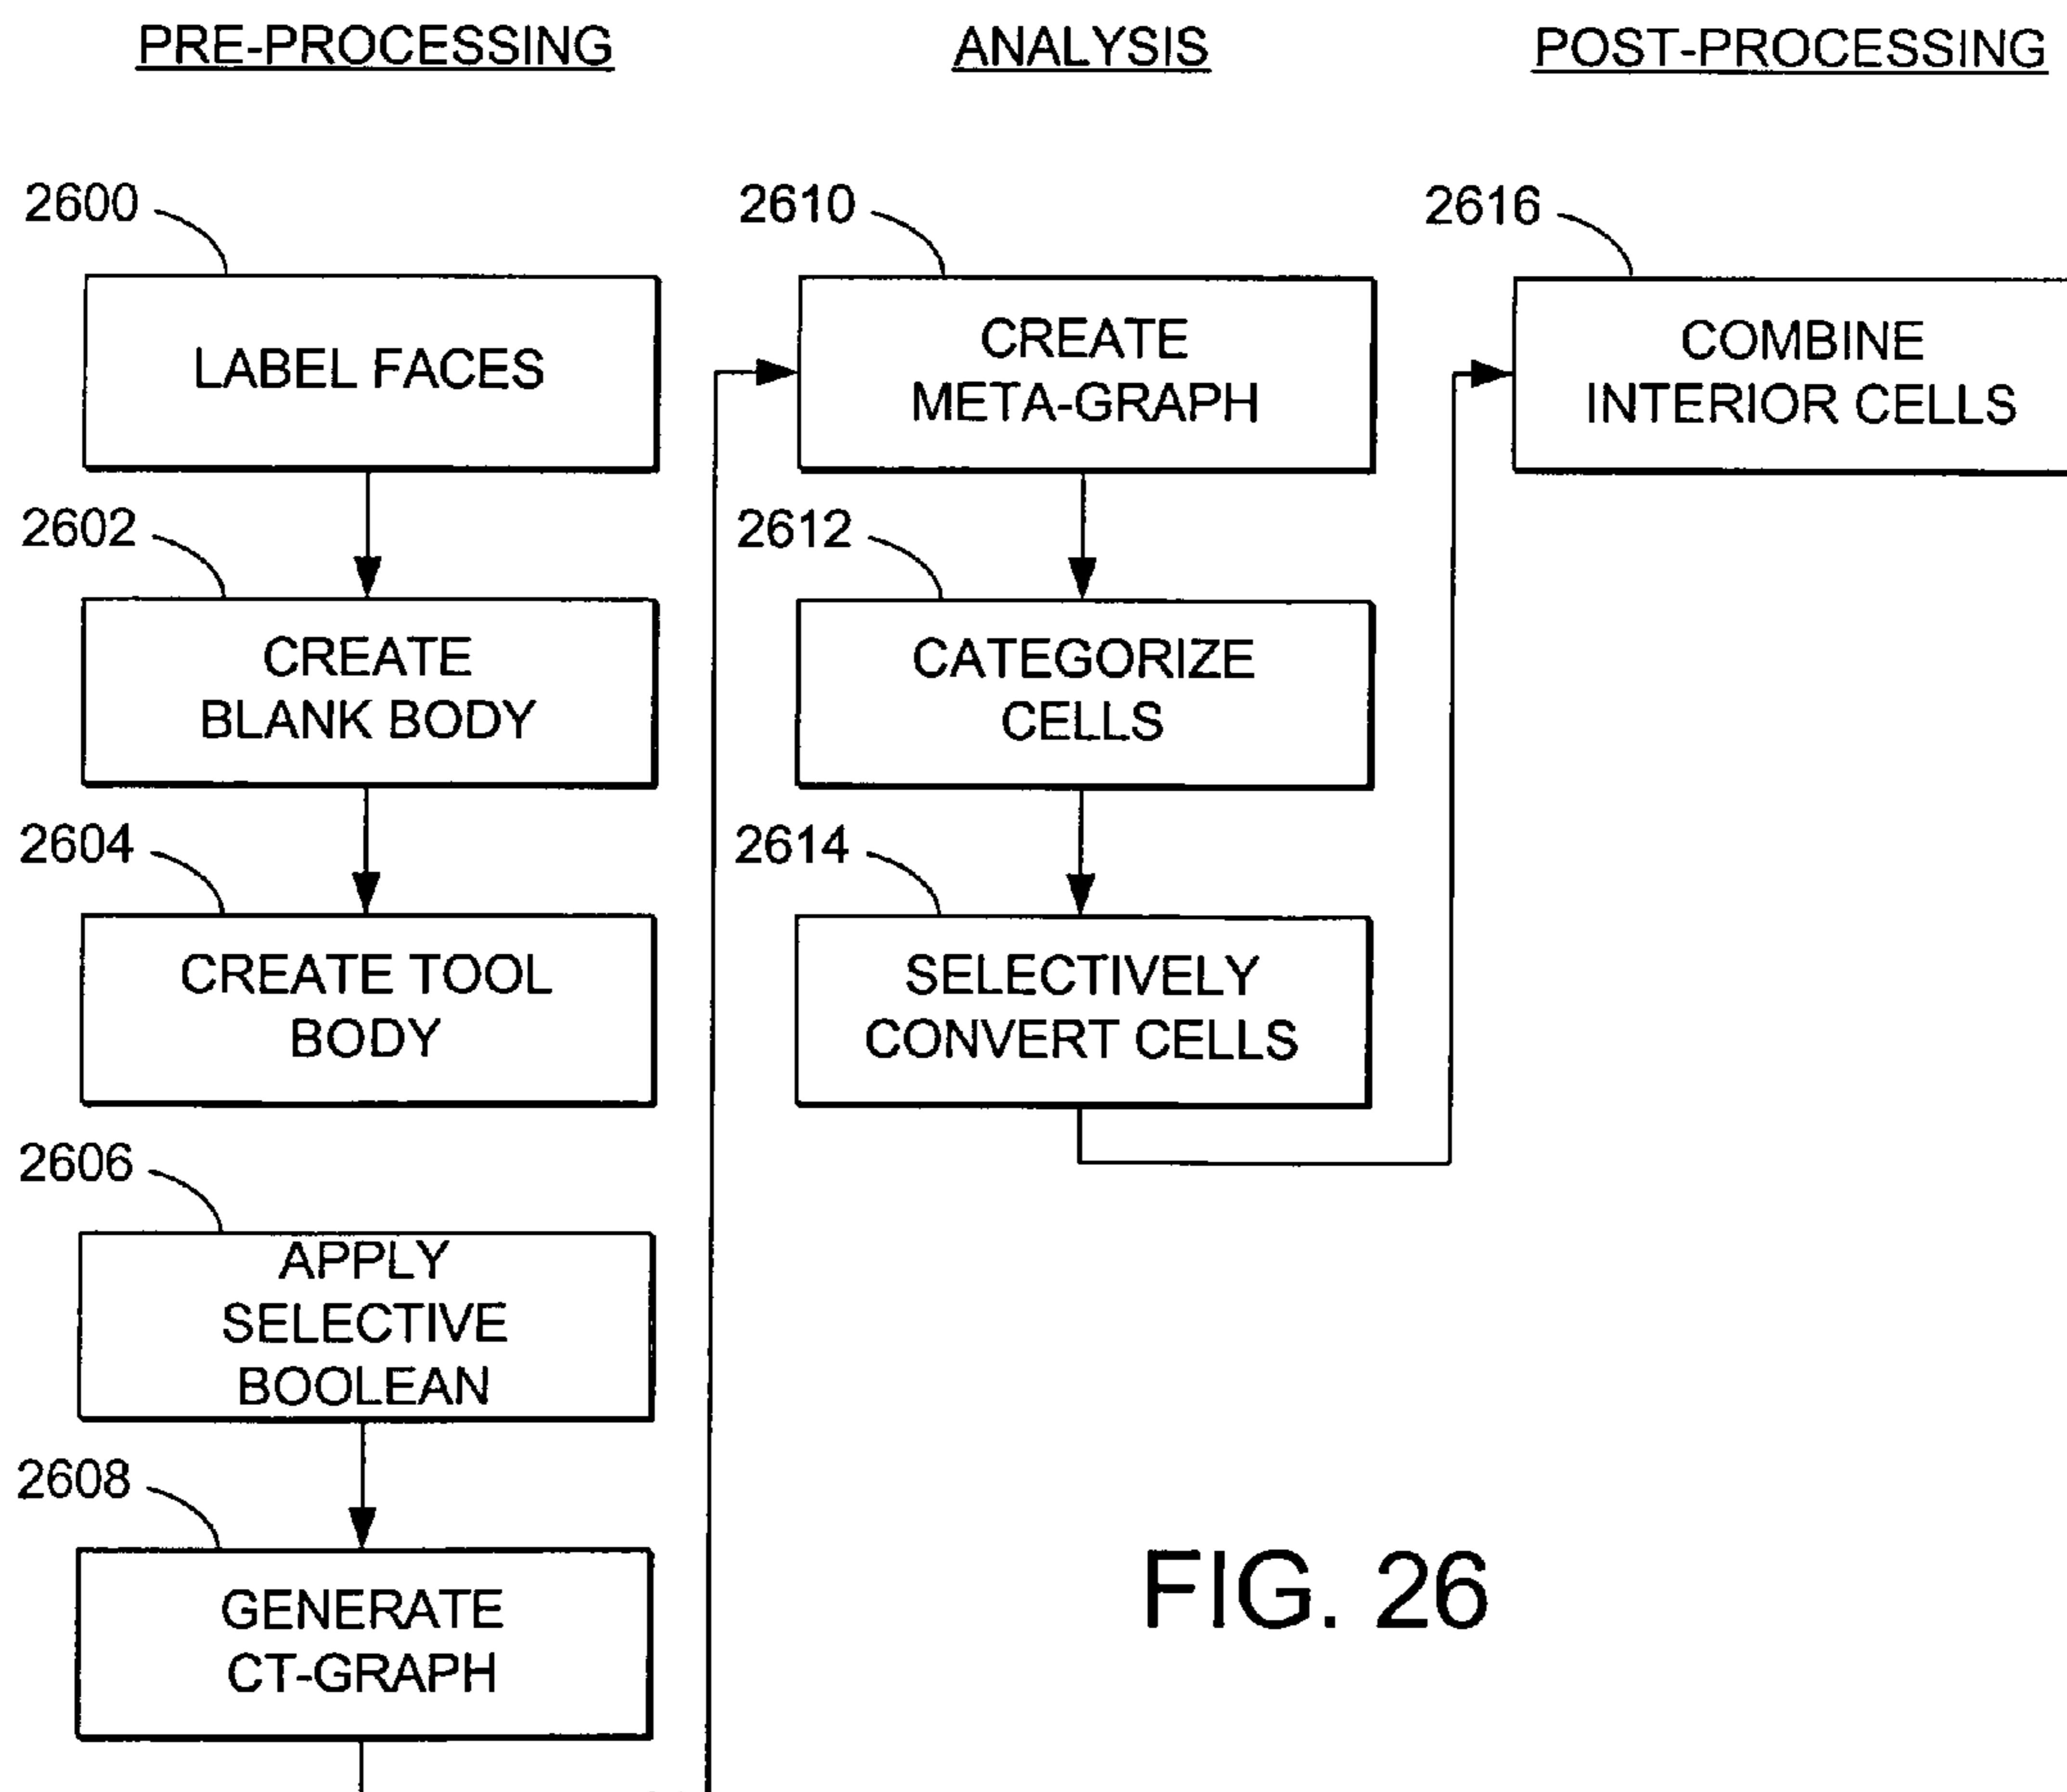 PRE-PROCESSING
2600
LABEL FACES
2602
CREATE
BLANK BODY
2604
CREATE TOOL
BODY
2606
APPLY
SELECTIVE
BOOLEAN
2608
GENERATE
CT-GRAPH
ANALYSIS
2610
CREATE
META-GRAPH
2612
CATEGORIZE
CELLS
2614
SELECTIVELY
CONVERT CELLS
POST-PROCESSING
2616
COMBINE
INTERIOR CELLS
FIG. 26